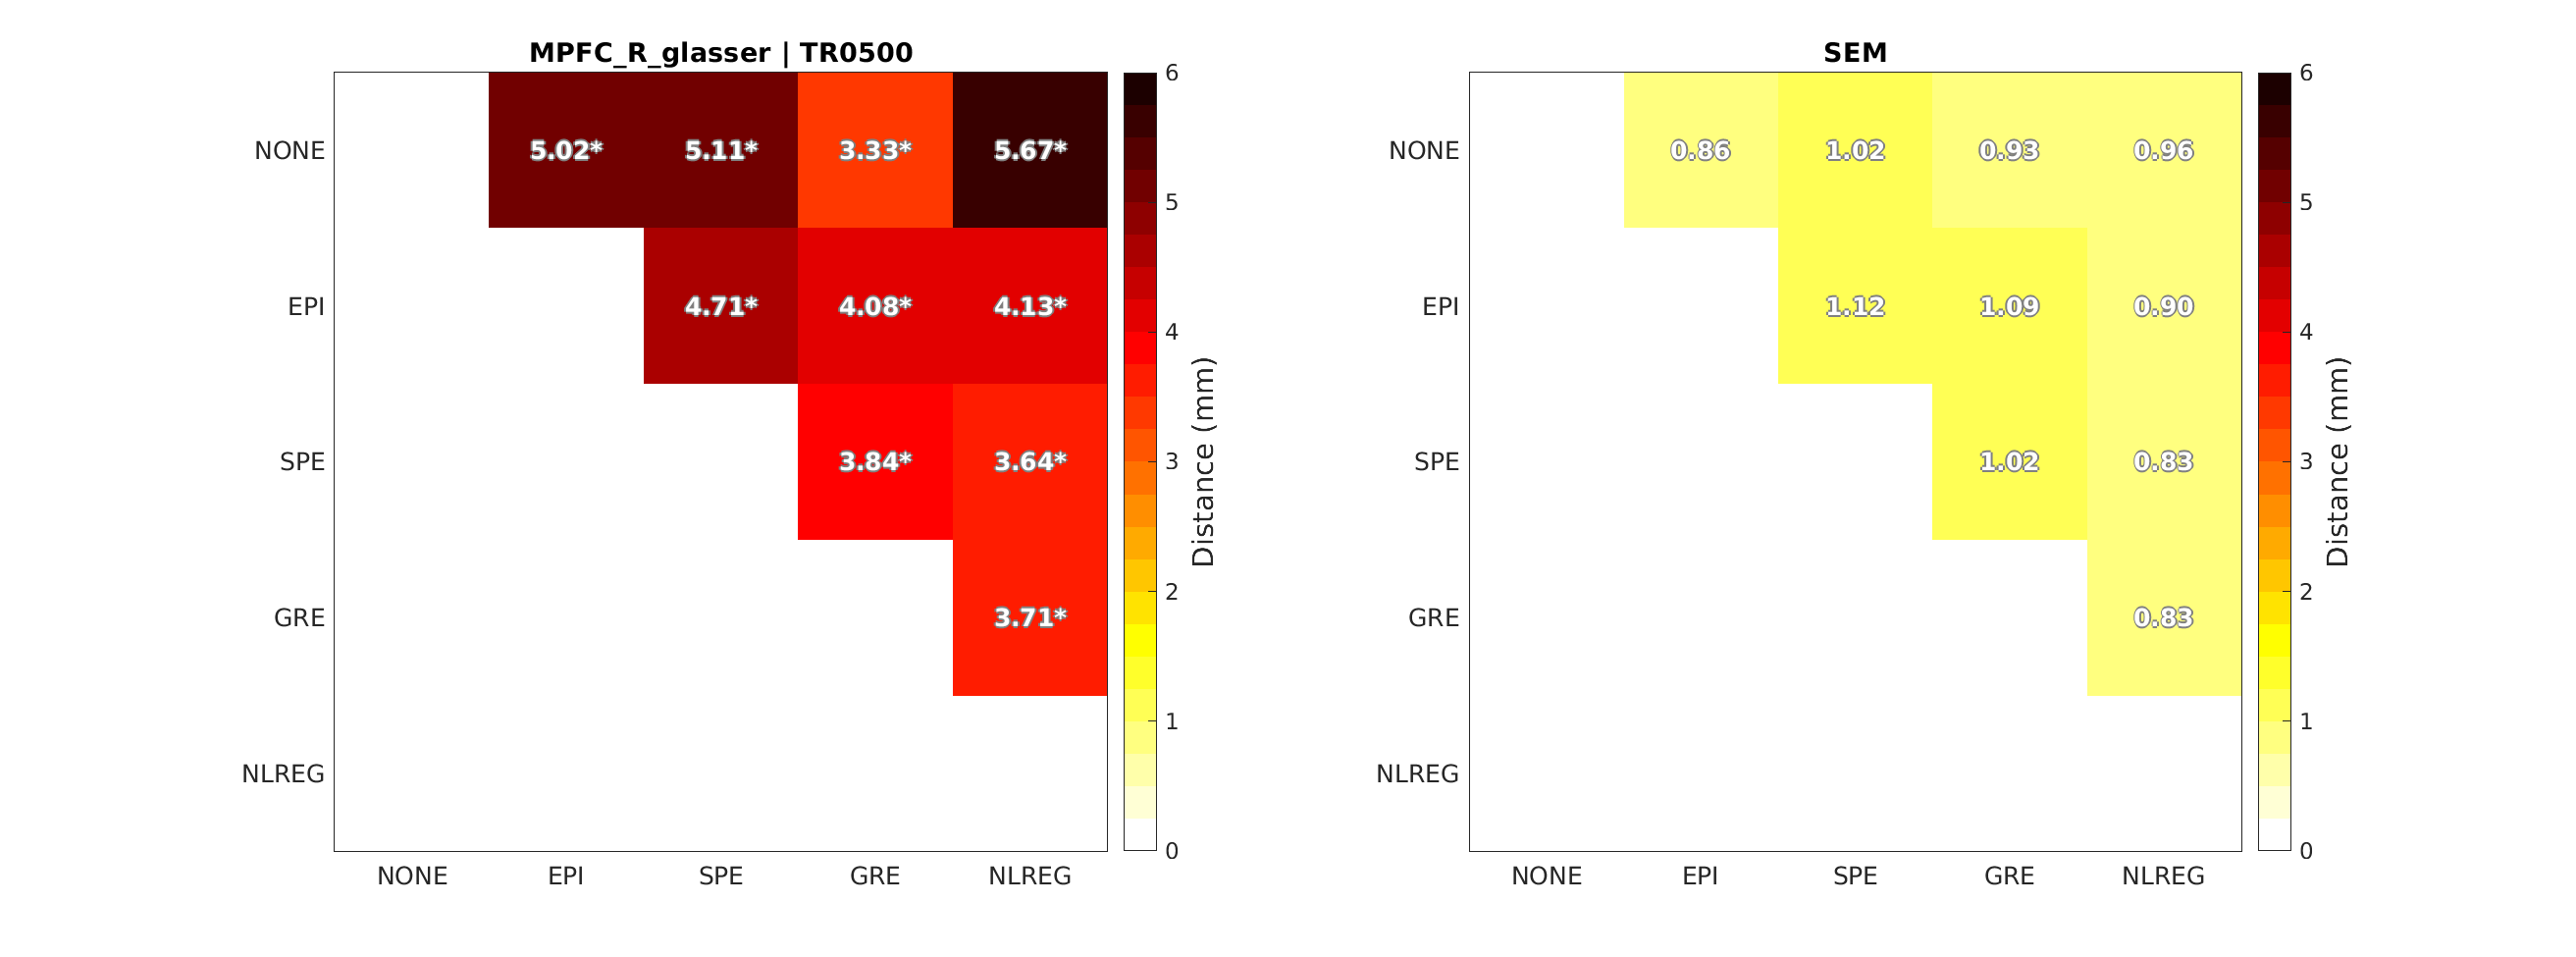 MPFC_R_glasser | TR0500
NONE
EPI
SPE
GRE
NLREG
5.02* 5.11* 3.33* 5.67*
4.71* 4.08* 4.13*
3.84* 3.64*
3.71*
NONE EPI SPE GRE NLREG
6
5
4
3
2
1
0
Distance (mm)
SEM
NONE
EPI
SPE
GRE
NLREG
0.86 1.02 0.93 0.96
1.12 1.09 0.90
1.02 0.83
0.83
NONE EPI SPE GRE NLREG
6
5
4
3
2
1
0
Distance (mm)